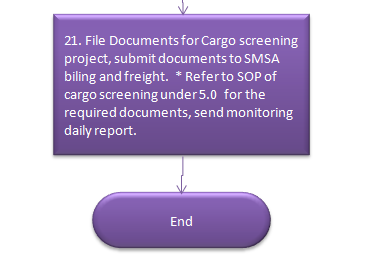 21. File Documents for Cargo screening
project, submit documents to SMSA
biling and freight.  * Refer to SOP of
cargo screening under 5.0  for the
required documents, send monitoring
daily report.
End